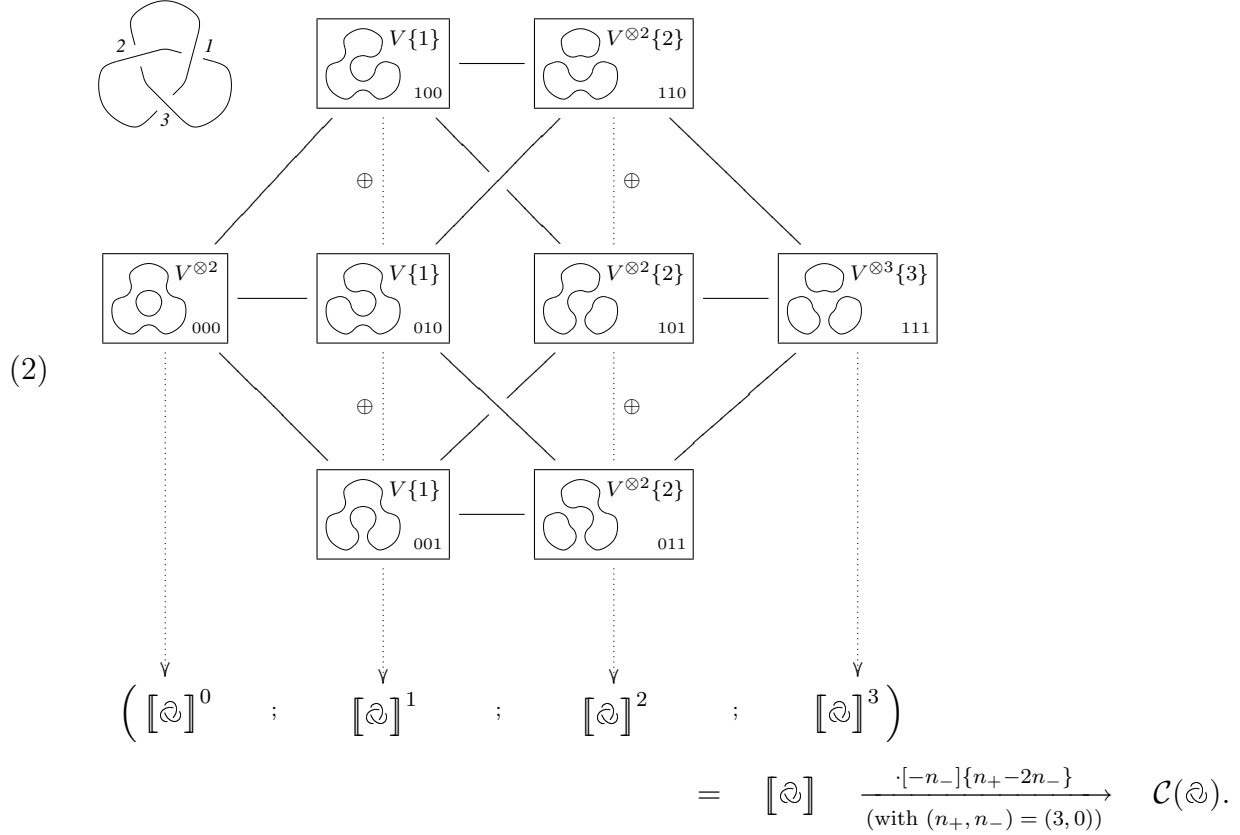 2 1
3
V{1}
100
V^{⊗2}{2}
110
⊕ ⊕
V^{⊗2}
000
V{1}
010
V^{⊗2}{2}
101
V^{⊗3}{3}
111
(2)
⊕ ⊕
V{1}
001
V^{⊗2}{2}
011
( ⟦ ⟧^0 ; ⟦ ⟧^1 ; ⟦ ⟧^2 ; ⟦ ⟧^3 )
= ⟦ ⟧ ·[−n_−]{n_+−2n_−} (with (n_+, n_−) = (3, 0)) 𝒞( ).